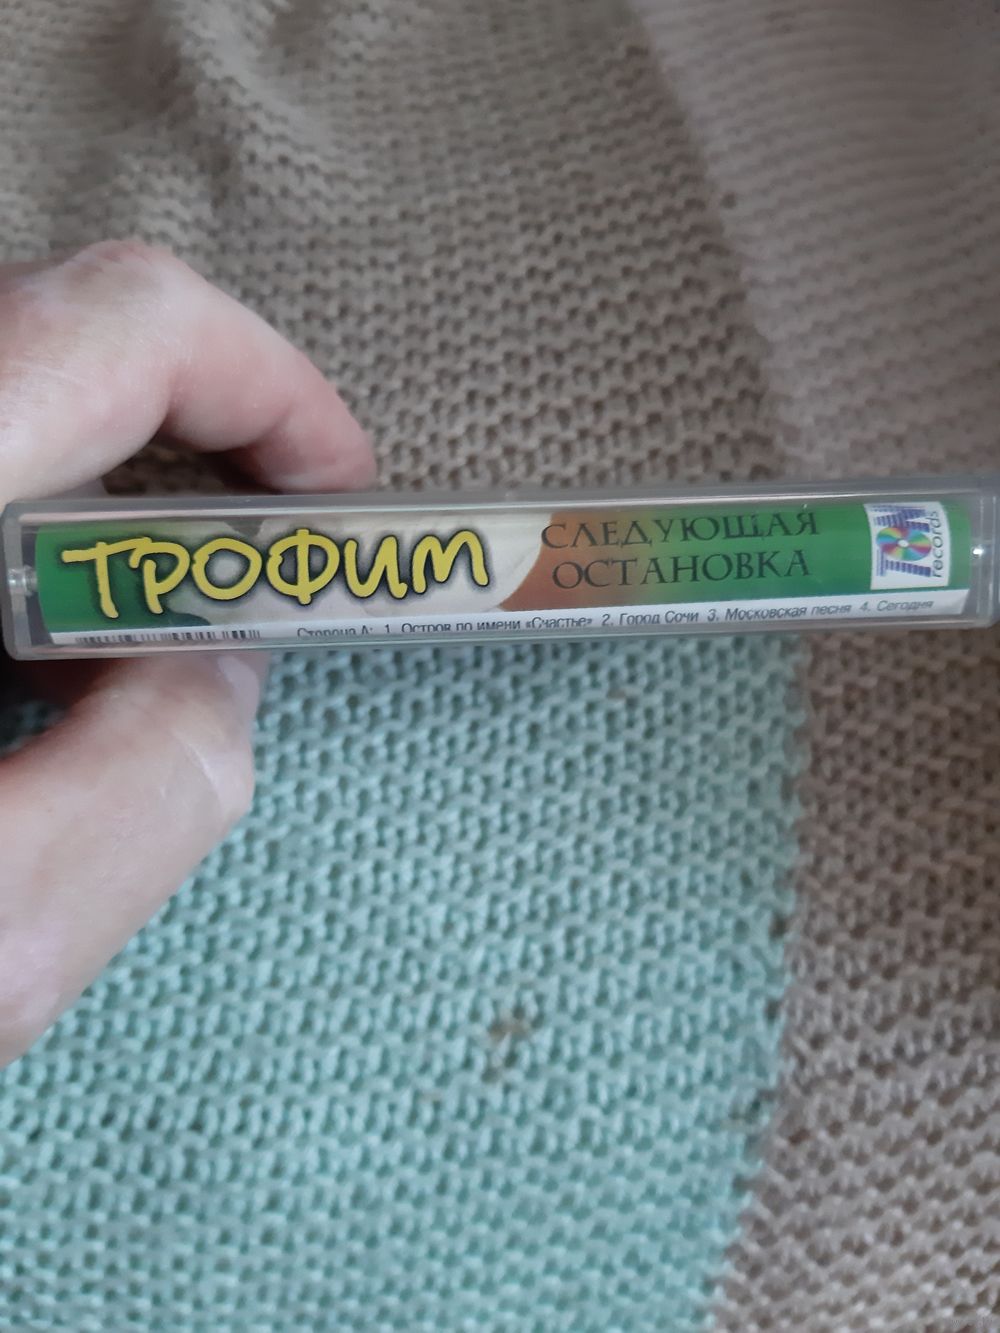 ТРОФИМ
СЛЕДУЮЩАЯ
ОСТАНОВКА
records
Сторона А: 1. Остров по имени «Счастье» 2. Город Сочи 3. Московская песня 4. Сегодня